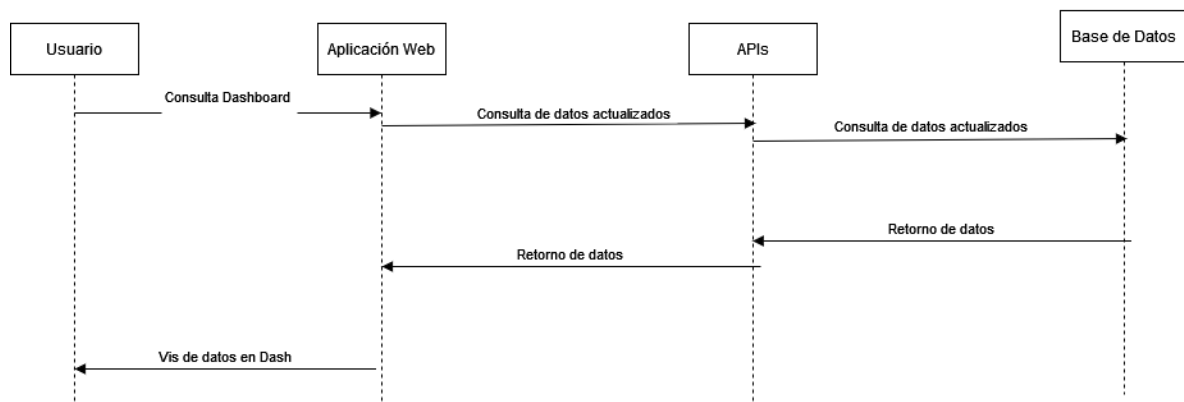 Usuario
Aplicación Web
APIs
Base de Datos
Consulta Dashboard
Consulta de datos actualizados
Consulta de datos actualizados
Retorno de datos
Retorno de datos
Vis de datos en Dash